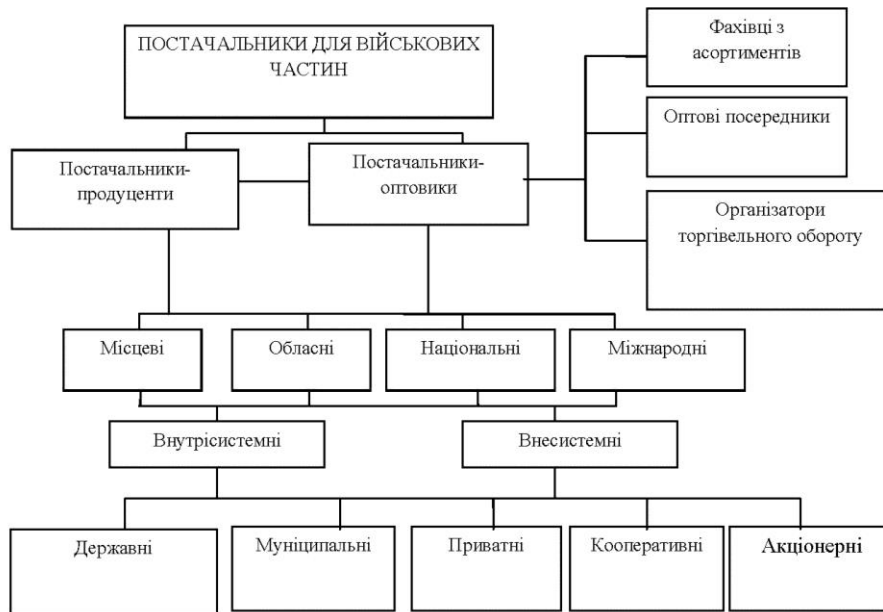 ПОСТАЧАЛЬНИКИ ДЛЯ ВІЙСЬКОВИХ
ЧАСТИН
Фахівці з
асортиментів
Оптові посередники
Постачальники-
продуценти
Постачальники-
оптовики
Організатори
торгівельного обороту
Місцеві
Обласні
Національні
Міжнародні
Внутрісистемні
Внесистемні
Державні
Муніципальні
Приватні
Кооперативні
Акціонерні